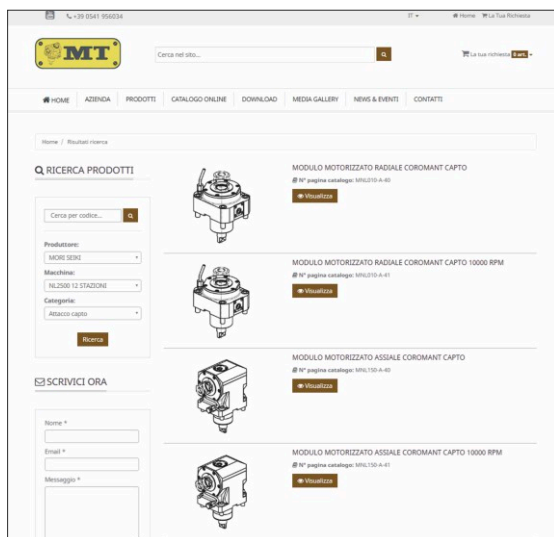 +39 0541 956034
IT
Home
La Tua Richiesta
MT
Cerca nel sito...
La tua richiesta 0 art.
HOME
AZIENDA
PRODOTTI
CATALOGO ONLINE
DOWNLOAD
MEDIA GALLERY
NEWS & EVENTI
CONTATTI
Home / Risultati ricerca
RICERCA PRODOTTI
Cerca per codice...
Produttore:
MORI SEIKI
Macchina:
NL2500 12 STAZIONI
Categoria:
Attacco capto
Ricerca
SCRIVICI ORA
Nome *
Email *
Messaggio *
MODULO MOTORIZZATO RADIALE COROMANT CAPTO
N° pagina catalogo: MNL010-A-40
Visualizza
MODULO MOTORIZZATO RADIALE COROMANT CAPTO 10000 RPM
N° pagina catalogo: MNL010-A-41
Visualizza
MODULO MOTORIZZATO ASSIALE COROMANT CAPTO
N° pagina catalogo: MNL150-A-40
Visualizza
MODULO MOTORIZZATO ASSIALE COROMANT CAPTO 10000 RPM
N° pagina catalogo: MNL150-A-41
Visualizza